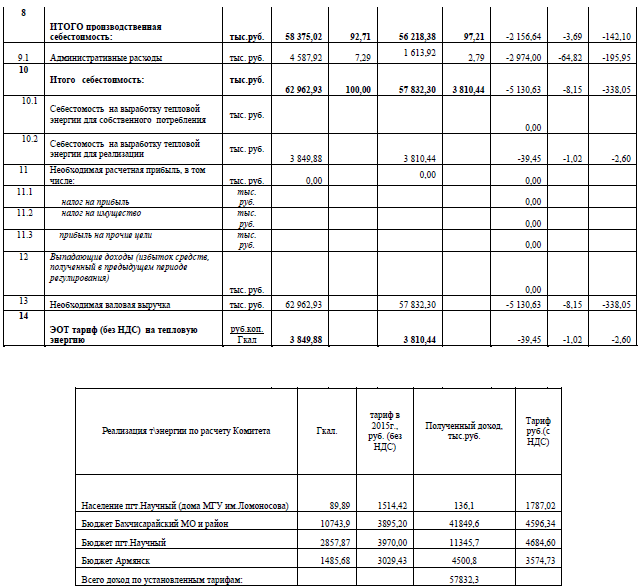 8
ИТОГО производственная себестоимость: тыс.руб. 58 375,02 92,71 56 218,38 97,21 -2 156,64 -3,69 -142,10
9.1 Административные расходы тыс. руб. 4 587,92 7,29 1 613,92 2,79 -2 974,00 -64,82 -195,95
10
Итого себестоимость: тыс.руб. 62 962,93 100,00 57 832,30 3 810,44 -5 130,63 -8,15 -338,05
10.1
Себестомость на выработку тепловой
энергии для собственного потребления тыс. руб. 0,00
10.2
Себестомость на выработку тепловой
энергии для реализации тыс. руб. 3 849,88 3 810,44 -39,45 -1,02 -2,60
11 Необходимая расчетная прибыль, в том
числе: тыс. руб. 0,00 0,00 0,00
11.1 тыс.
налог на прибыль руб. 0,00
11.2 налог на имущество тыс.
руб. 0,00
11.3 прибыль на прочие цели тыс.
руб. 0,00
12 Выпадающие доходы (избыток средств,
полученный в предыдущем периоде
регулирования)
тыс. руб. 0,00
13 Необходимая валовая выручка тыс. руб. 62 962,93 57 832,30 -5 130,63 -8,15 -338,05
14
ЭОТ тариф (без НДС) на тепловую руб.коп.
энергию Гкал 3 849,88 3 810,44 -39,45 -1,02 -2,60
Реализация т\энергии по расчету Комитета Гкал. тариф в 2015г., руб. (без НДС) Полученный доход, тыс.руб. Тариф руб.(с НДС)
Население пгт.Научный (дома МГУ им.Ломоносова) 89,89 1514,42 136,1 1787,02
Бюджет Бахчисарайский МО и район 10743,9 3895,20 41849,6 4596,34
Бюджет пгт.Научный 2857,87 3970,00 11345,7 4684,60
Бюджет Армянск 1485,68 3029,43 4500,8 3574,73
Всего доход по установленным тарифам: 57832,3